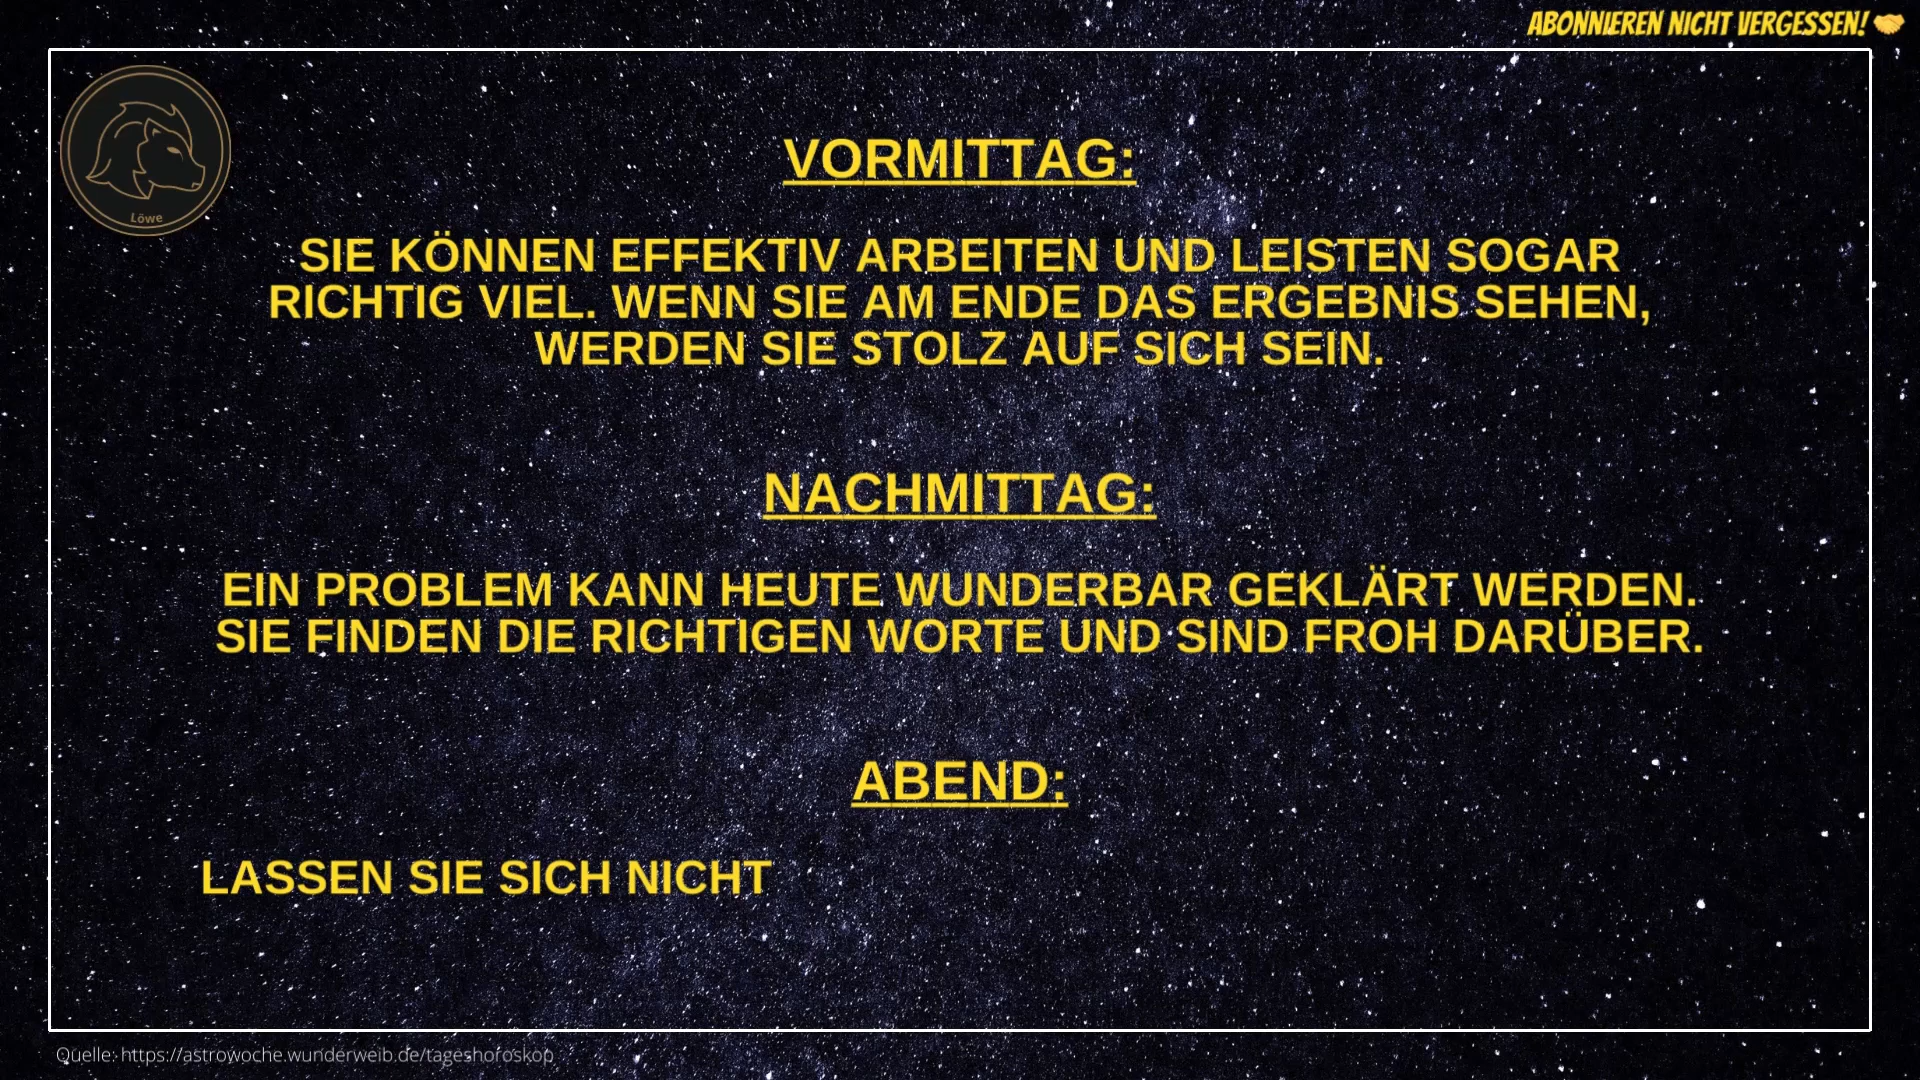 ABONNIEREN NICHT VERGESSEN!
Löwe
VORMITTAG:
SIE KÖNNEN EFFEKTIV ARBEITEN UND LEISTEN SOGAR
RICHTIG VIEL. WENN SIE AM ENDE DAS ERGEBNIS SEHEN,
WERDEN SIE STOLZ AUF SICH SEIN.
NACHMITTAG:
EIN PROBLEM KANN HEUTE WUNDERBAR GEKLÄRT WERDEN.
SIE FINDEN DIE RICHTIGEN WORTE UND SIND FROH DARÜBER.
ABEND:
LASSEN SIE SICH NICHT
Quelle: https://astrowoche.wunderweib.de/tageshoroskop